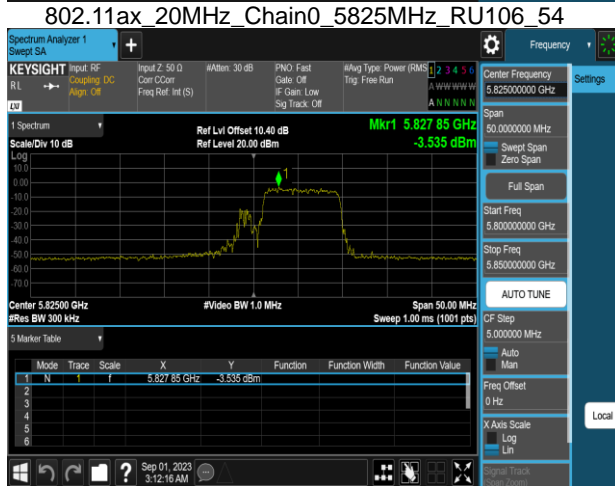 802.11ax_20MHz_Chain0_5825MHz_RU106_54
Spectrum Analyzer 1
Swept SA
+
Frequency
KEYSIGHT
RL
Input: RF
Coupling: DC
Align: Off
Input Z: 50 Ω
Corr CCorr
Freq Ref: Int (S)
#Atten: 30 dB
PNO: Fast
Gate: Off
IF Gain: Low
Sig Track: Off
#Avg Type: Power (RMS
Trig: Free Run
1 2 3 4 5 6
A WW WW W
A N N N N N
LW
1 Spectrum
Scale/Div 10 dB
Ref Lvl Offset 10.40 dB
Ref Level 20.00 dBm
Mkr1 5.827 85 GHz
-3.535 dBm
Log
10.0
0.00
-10.0
-20.0
-30.0
-40.0
-50.0
-60.0
-70.0
1
Center 5.82500 GHz
#Res BW 300 kHz
#Video BW 1.0 MHz
Span 50.00 MHz
Sweep 1.00 ms (1001 pts)
5 Marker Table
Mode Trace Scale X Y Function Function Width Function Value
1 N 1 f 5.827 85 GHz -3.535 dBm
2
3
4
5
6
Center Frequency
5.825000000 GHz
Span
50.0000000 MHz
Swept Span
Zero Span
Full Span
Start Freq
5.800000000 GHz
Stop Freq
5.850000000 GHz
AUTO TUNE
CF Step
5.000000 MHz
Auto
Man
Freq Offset
0 Hz
X Axis Scale
Log
Lin
Signal Track
(Span Zoom)
Settings
Local
?
Sep 01, 2023
3:12:16 AM